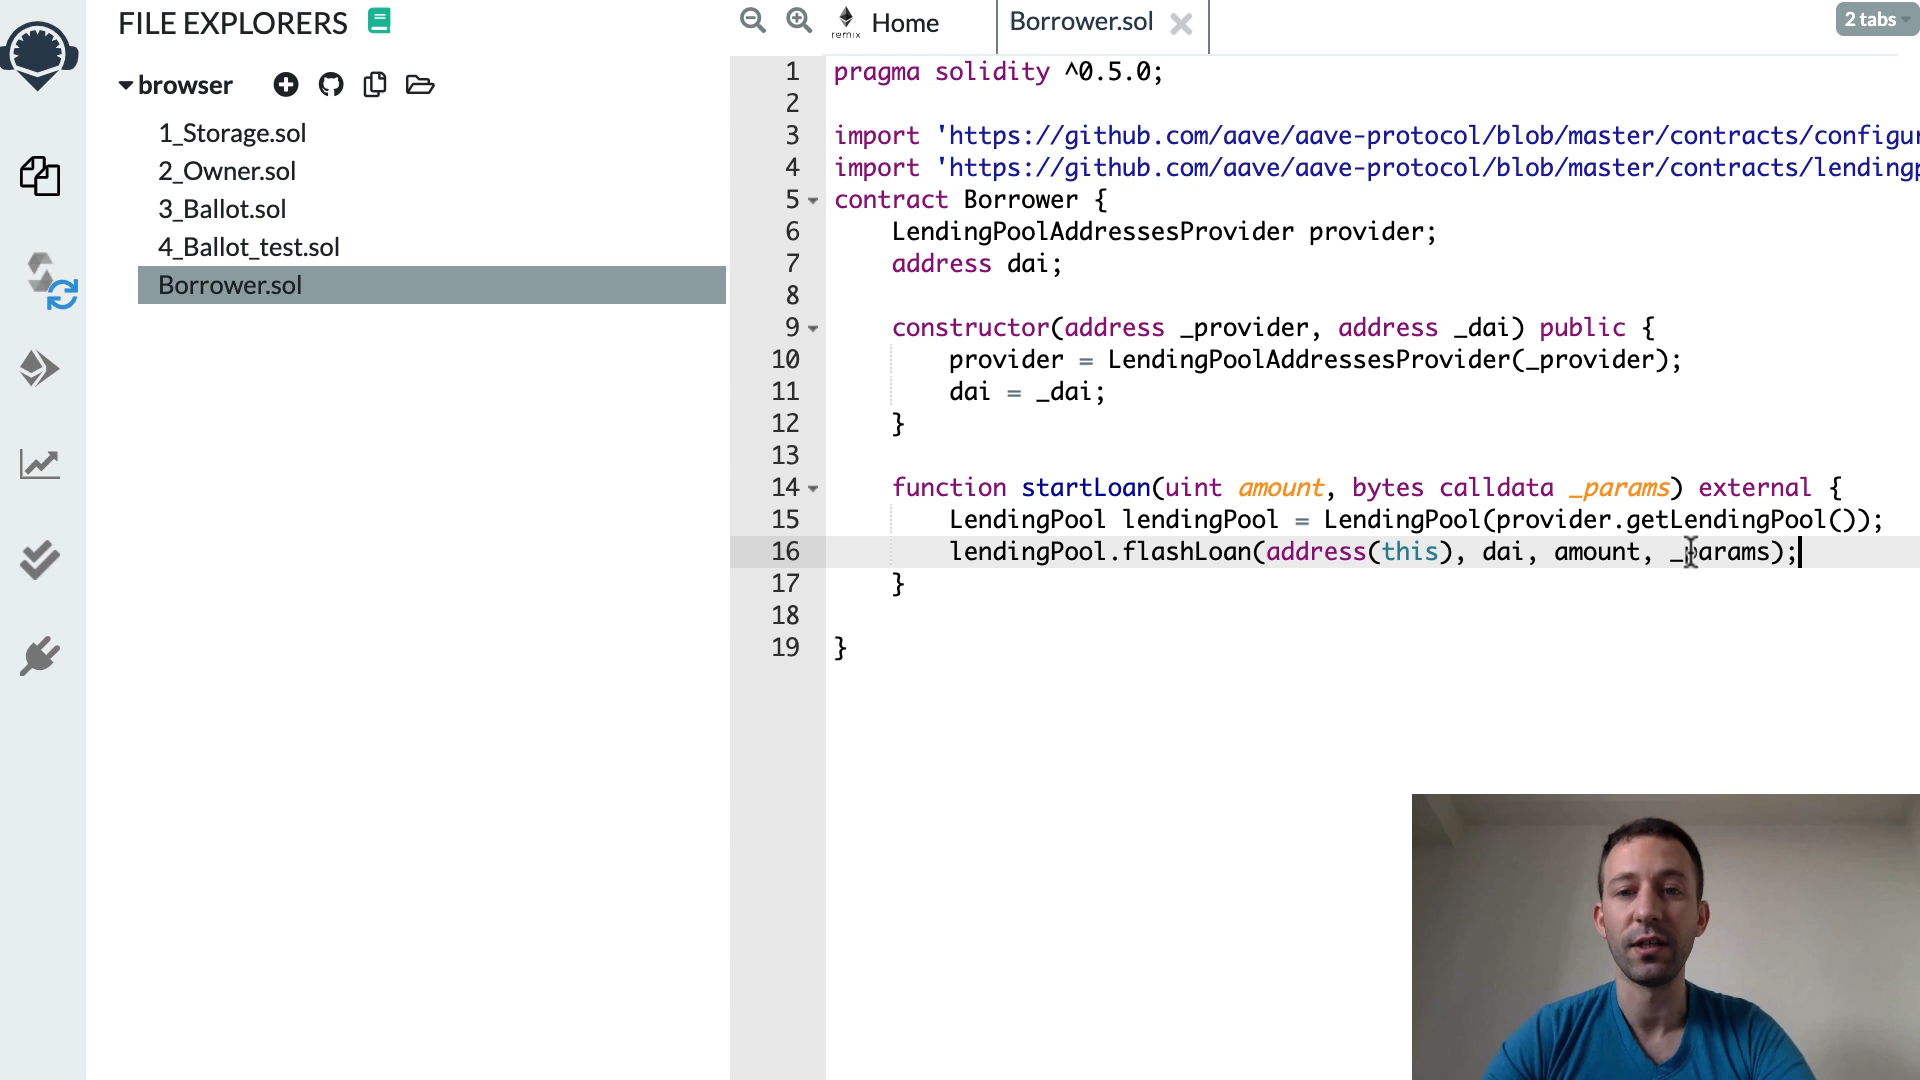 FILE EXPLORERS
browser
1_Storage.sol
2_Owner.sol
3_Ballot.sol
4_Ballot_test.sol
Borrower.sol
remix
Home
Borrower.sol
2 tabs
1 pragma solidity ^0.5.0;
2
3 import 'https://github.com/aave/aave-protocol/blob/master/contracts/configur
4 import 'https://github.com/aave/aave-protocol/blob/master/contracts/lendingp
5 contract Borrower {
6 LendingPoolAddressesProvider provider;
7 address dai;
8
9 constructor(address _provider, address _dai) public {
10 provider = LendingPoolAddressesProvider(_provider);
11 dai = _dai;
12 }
13
14 function startLoan(uint amount, bytes calldata _params) external {
15 LendingPool lendingPool = LendingPool(provider.getLendingPool());
16 lendingPool.flashLoan(address(this), dai, amount, _params);
17 }
18
19 }